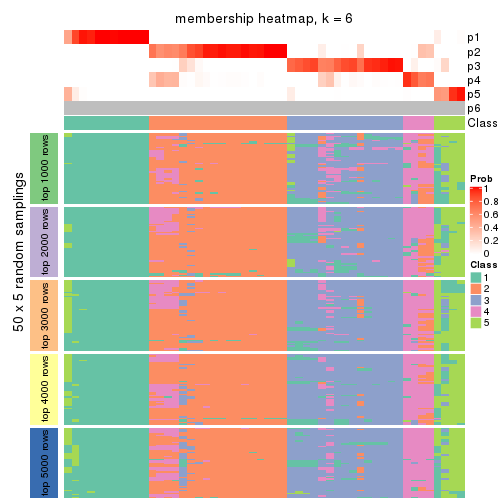 membership heatmap, k = 6
p1
p2
p3
p4
p5
p6
Class
50 x 5 random samplings
top 1000 rows
top 2000 rows
top 3000 rows
top 4000 rows
top 5000 rows
Prob
1
0.8
0.6
0.4
0.2
0
Class
1
2
3
4
5